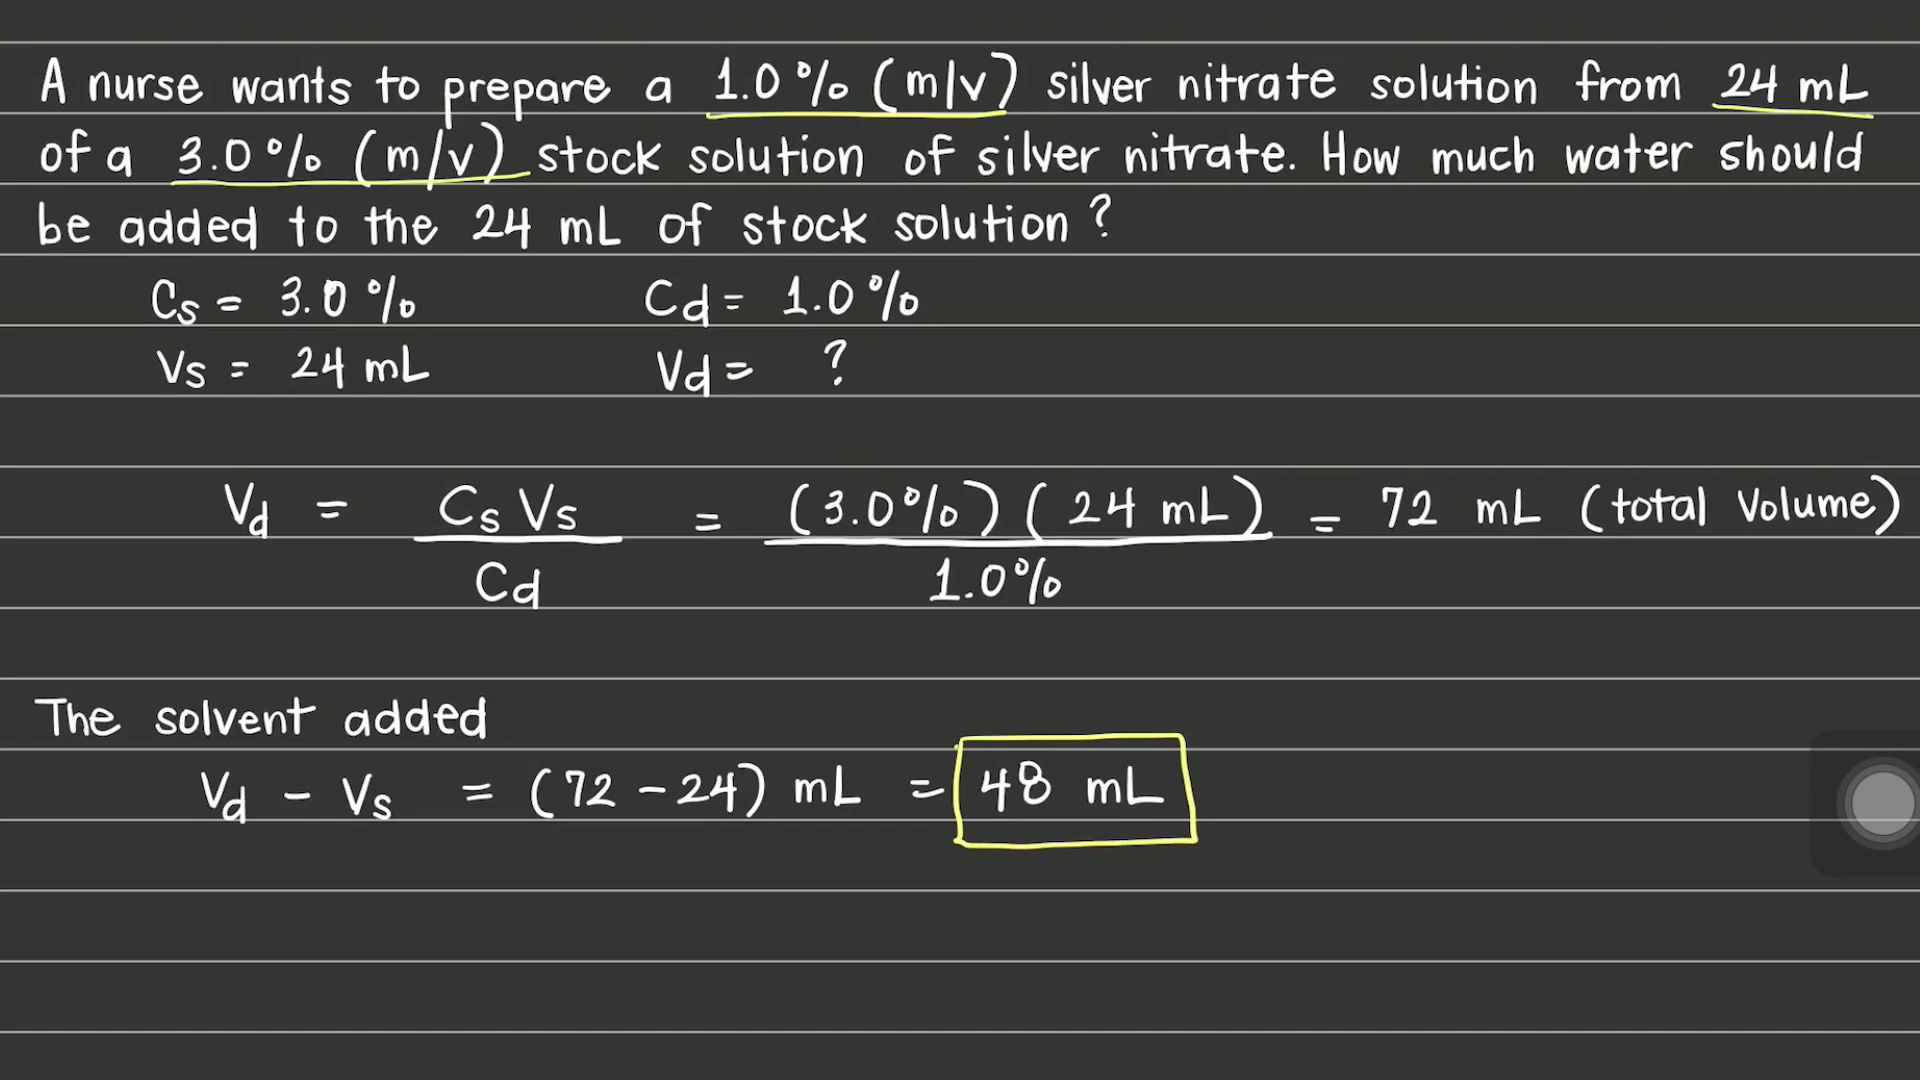 A nurse wants to prepare a 1.0% (m/v) silver nitrate solution from 24 mL
of a 3.0% (m/v) stock solution of silver nitrate. How much water should
be added to the 24 mL of stock solution?
Cs = 3.0% Cd = 1.0%
Vs = 24 mL Vd = ?
Vd = Cs Vs / Cd = (3.0%)(24 mL) / 1.0% = 72 mL (total Volume)
The solvent added
Vd - Vs = (72 - 24) mL = 48 mL